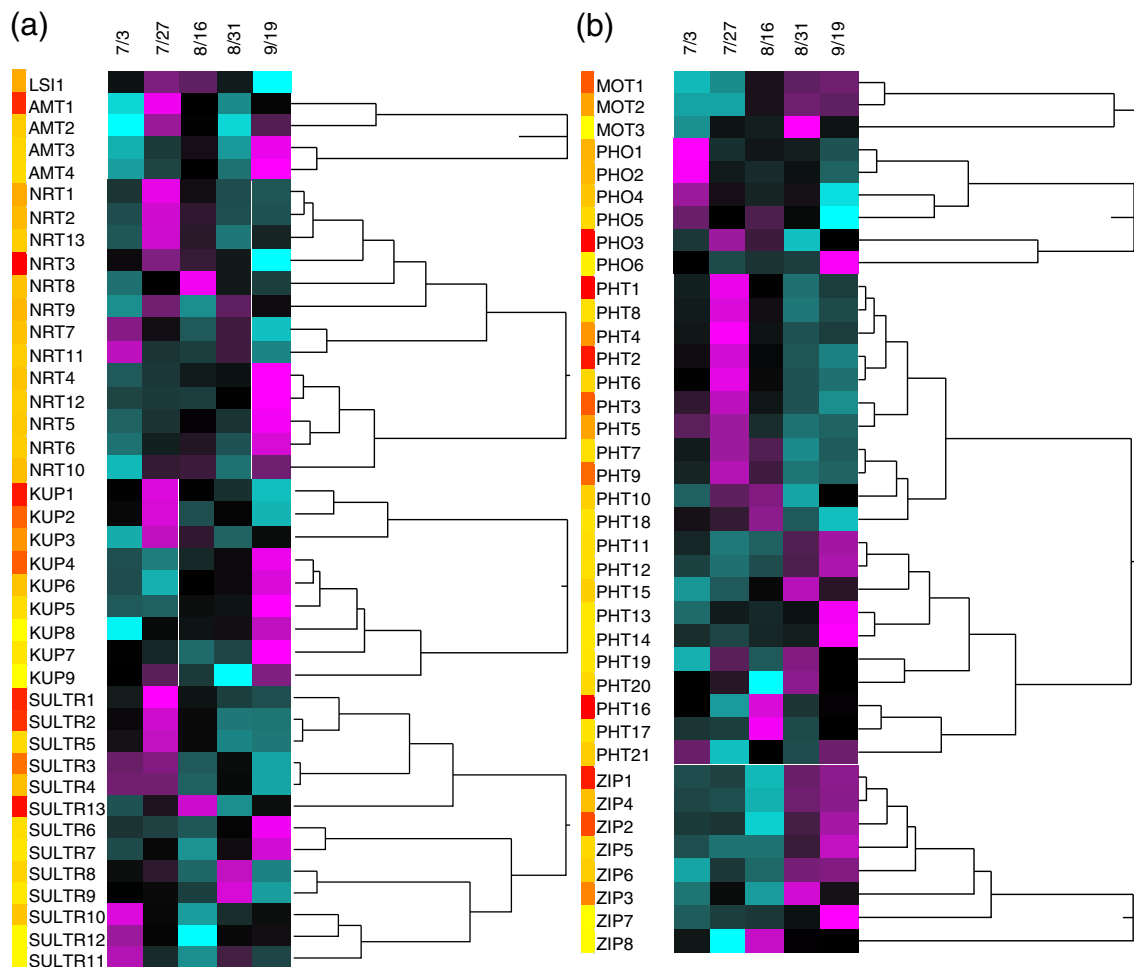 (a)
7/3 7/27 8/16 8/31 9/19
LSI1
AMT1
AMT2
AMT3
AMT4
NRT1
NRT2
NRT13
NRT3
NRT8
NRT9
NRT7
NRT11
NRT4
NRT12
NRT5
NRT6
NRT10
KUP1
KUP2
KUP3
KUP4
KUP6
KUP5
KUP8
KUP7
KUP9
SULTR1
SULTR2
SULTR5
SULTR3
SULTR4
SULTR13
SULTR6
SULTR7
SULTR8
SULTR9
SULTR10
SULTR12
SULTR11
(b)
7/3 7/27 8/16 8/31 9/19
MOT1
MOT2
MOT3
PHO1
PHO2
PHO4
PHO5
PHO3
PHO6
PHT1
PHT8
PHT4
PHT2
PHT6
PHT3
PHT5
PHT7
PHT9
PHT10
PHT18
PHT11
PHT12
PHT15
PHT13
PHT14
PHT19
PHT20
PHT16
PHT17
PHT21
ZIP1
ZIP4
ZIP2
ZIP5
ZIP6
ZIP3
ZIP7
ZIP8